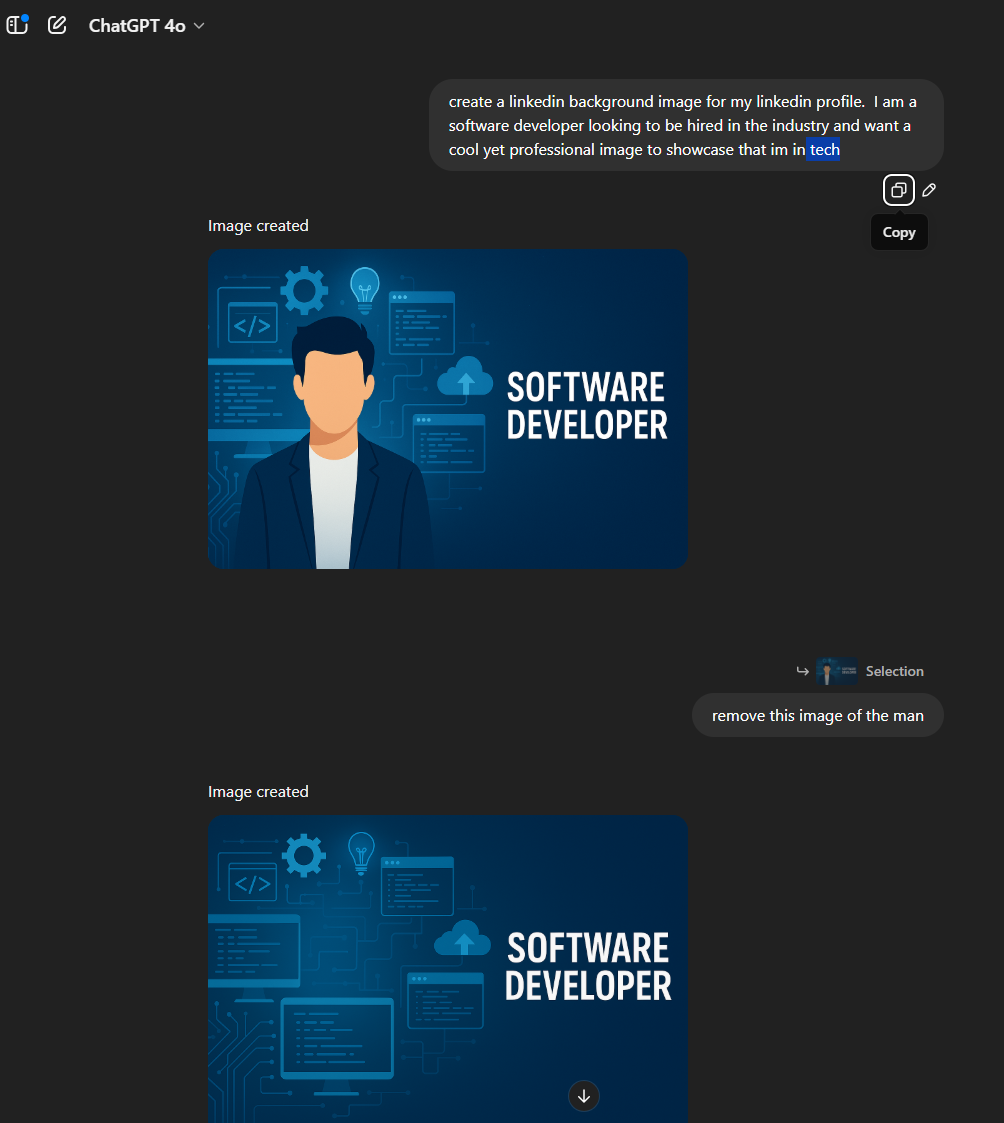 ChatGPT 4o
create a linkedin background image for my linkedin profile.  I am a
software developer looking to be hired in the industry and want a
cool yet professional image to showcase that im in tech
Copy
Image created
</>
SOFTWARE
DEVELOPER
Selection
remove this image of the man
Image created
</>
SOFTWARE
DEVELOPER